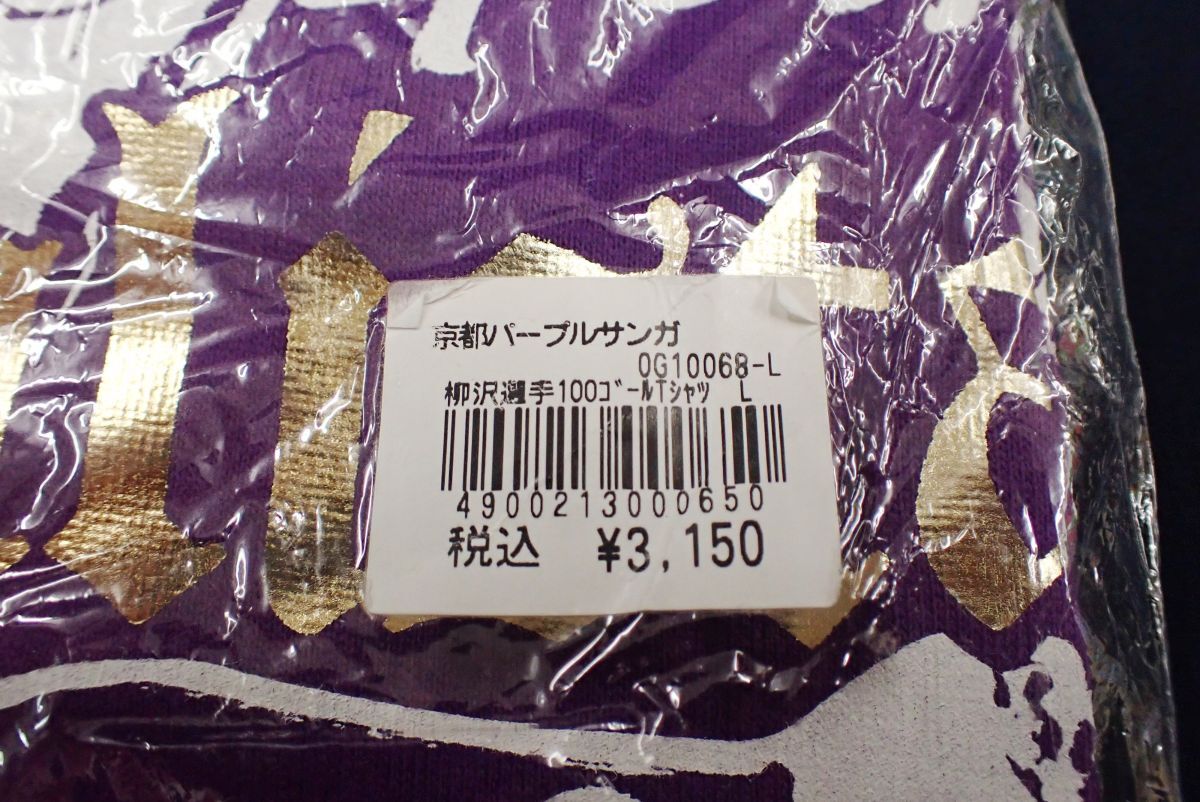 京都パープルサンガ
0G10068-L
柳沢選手100ｺﾞｰﾙTｼｬﾂ L
4900213000650
税込 ¥3,150